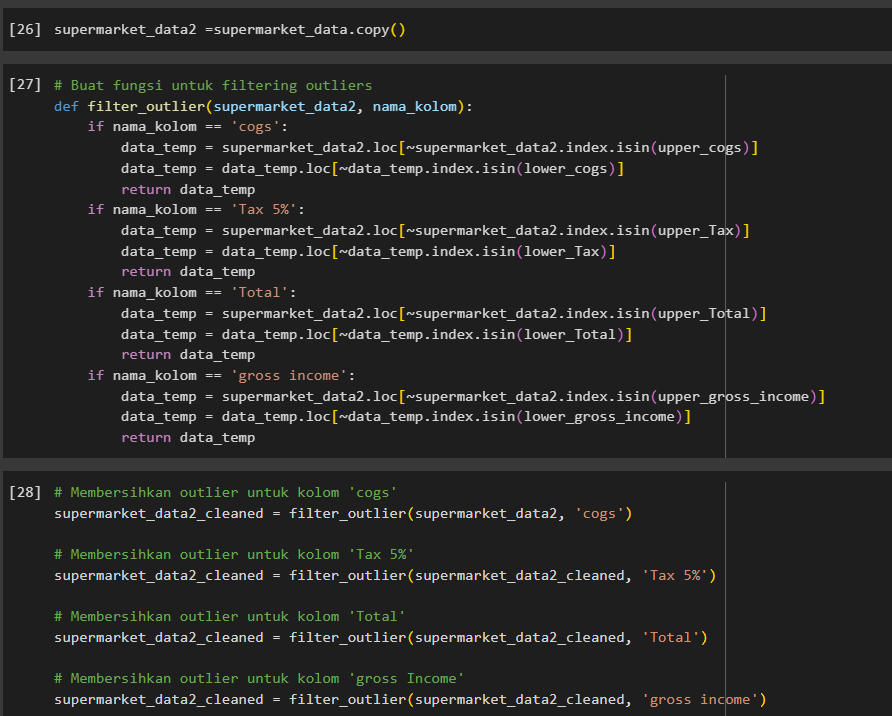 [26] supermarket_data2 =supermarket_data.copy()
[27] # Buat fungsi untuk filtering outliers
def filter_outlier(supermarket_data2, nama_kolom):
    if nama_kolom == 'cogs':
        data_temp = supermarket_data2.loc[~supermarket_data2.index.isin(upper_cogs)]
        data_temp = data_temp.loc[~data_temp.index.isin(lower_cogs)]
        return data_temp
    if nama_kolom == 'Tax 5%':
        data_temp = supermarket_data2.loc[~supermarket_data2.index.isin(upper_Tax)]
        data_temp = data_temp.loc[~data_temp.index.isin(lower_Tax)]
        return data_temp
    if nama_kolom == 'Total':
        data_temp = supermarket_data2.loc[~supermarket_data2.index.isin(upper_Total)]
        data_temp = data_temp.loc[~data_temp.index.isin(lower_Total)]
        return data_temp
    if nama_kolom == 'gross income':
        data_temp = supermarket_data2.loc[~supermarket_data2.index.isin(upper_gross_income)]
        data_temp = data_temp.loc[~data_temp.index.isin(lower_gross_income)]
        return data_temp
[28] # Membersihkan outlier untuk kolom 'cogs'
supermarket_data2_cleaned = filter_outlier(supermarket_data2, 'cogs')
# Membersihkan outlier untuk kolom 'Tax 5%'
supermarket_data2_cleaned = filter_outlier(supermarket_data2_cleaned, 'Tax 5%')
# Membersihkan outlier untuk kolom 'Total'
supermarket_data2_cleaned = filter_outlier(supermarket_data2_cleaned, 'Total')
# Membersihkan outlier untuk kolom 'gross Income'
supermarket_data2_cleaned = filter_outlier(supermarket_data2_cleaned, 'gross income')